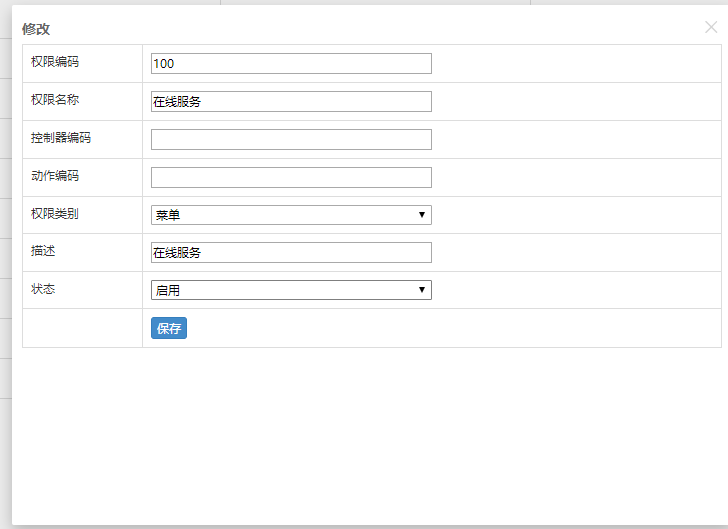 修改
权限编码 100
权限名称 在线服务
控制器编码
动作编码
权限类别 菜单
描述 在线服务
状态 启用
保存